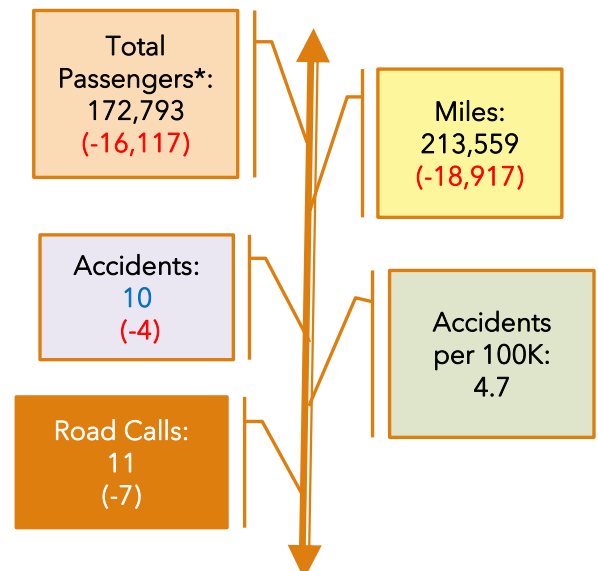 Total
Passengers*:
172,793
(-16,117)
Miles:
213,559
(-18,917)
Accidents:
10
(-4)
Accidents
per 100K:
4.7
Road Calls:
11
(-7)